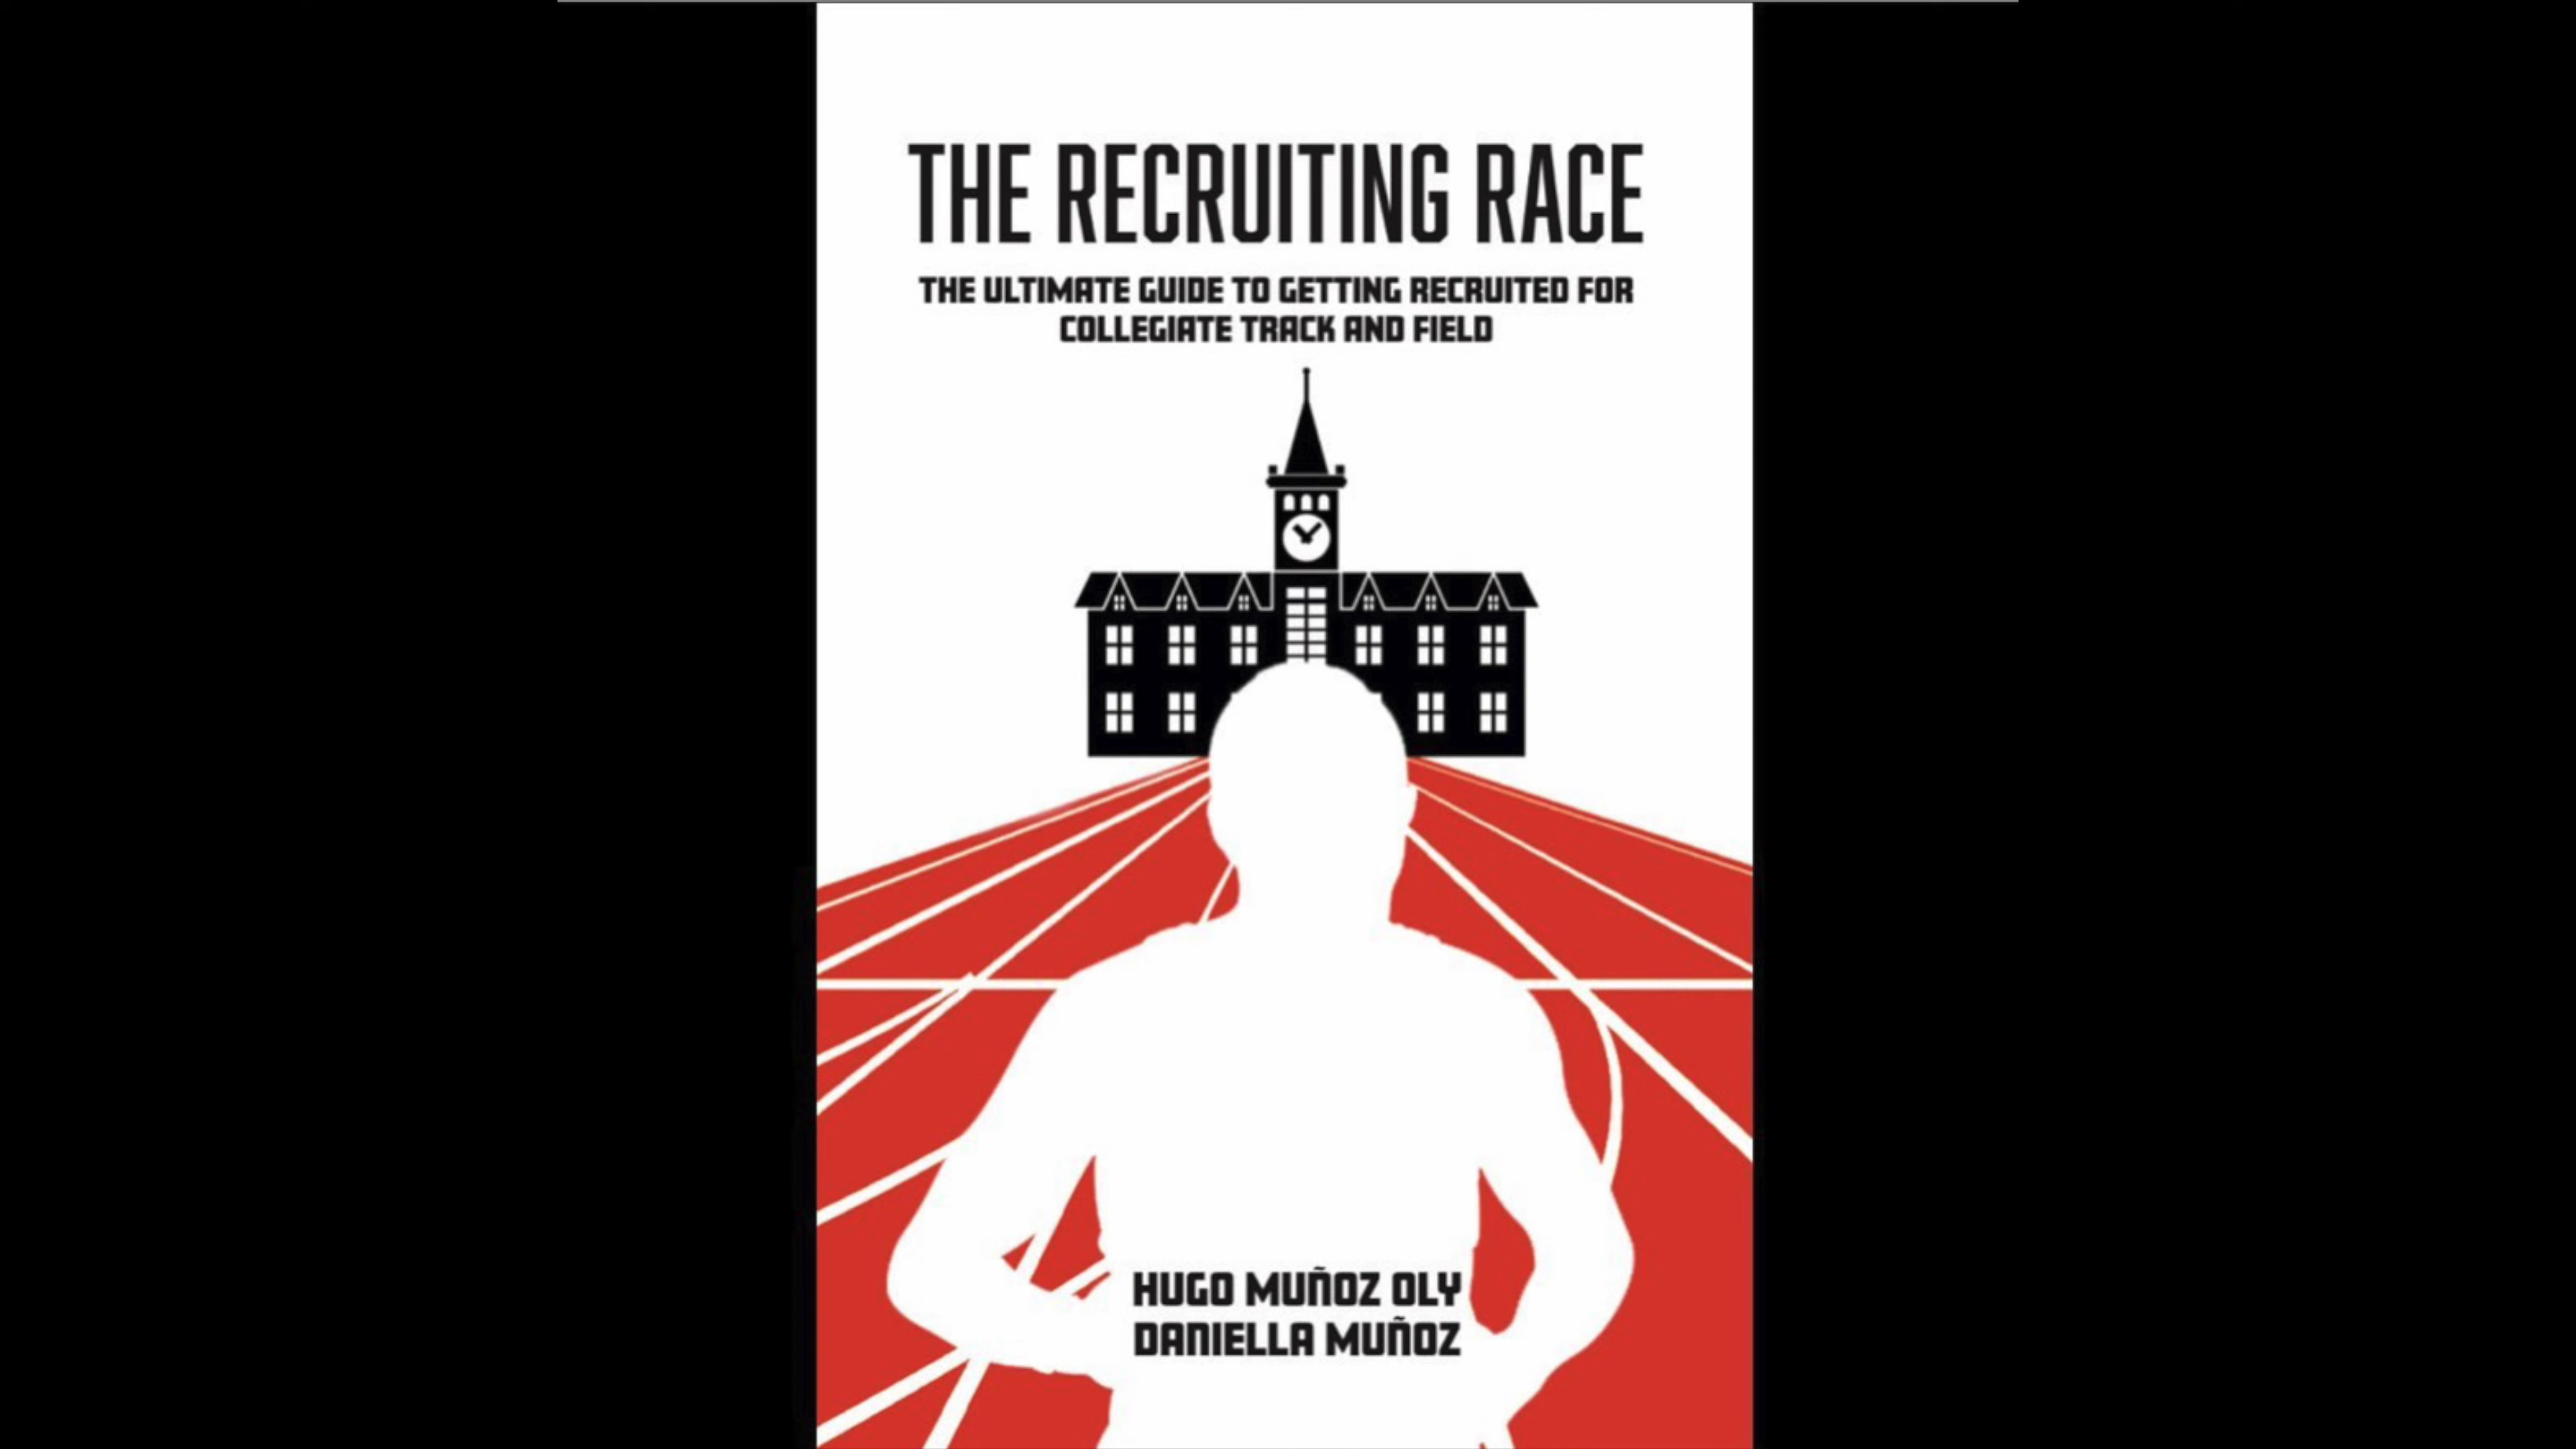 THE RECRUITING RACE
THE ULTIMATE GUIDE TO GETTING RECRUITED FOR
COLLEGIATE TRACK AND FIELD
HUGO MUÑOZ OLY
DANIELLA MUÑOZ